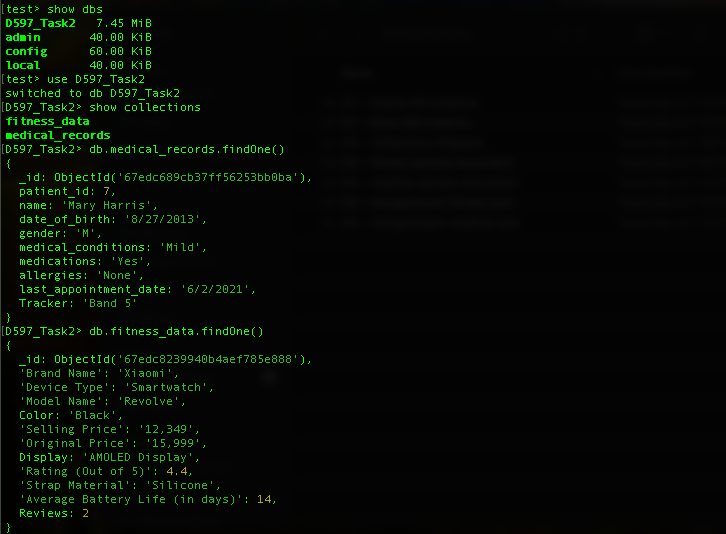 [test> show dbs
D597_Task2   7.45 MiB
admin       40.00 KiB
config      60.00 KiB
local       40.00 KiB
[test> use D597_Task2
switched to db D597_Task2
[D597_Task2> show collections
fitness_data
medical_records
[D597_Task2> db.medical_records.findOne()
{
  _id: ObjectId('67edc689cb37ff56253bb0ba'),
  patient_id: 7,
  name: 'Mary Harris',
  date_of_birth: '8/27/2013',
  gender: 'M',
  medical_conditions: 'Mild',
  medications: 'Yes',
  allergies: 'None',
  last_appointment_date: '6/2/2021',
  Tracker: 'Band 5'
}
[D597_Task2> db.fitness_data.findOne()
{
  _id: ObjectId('67edc8239940b4aef785e888'),
  'Brand Name': 'Xiaomi',
  'Device Type': 'Smartwatch',
  'Model Name': 'Revolve',
  Color: 'Black',
  'Selling Price': '12,349',
  'Original Price': '15,999',
  Display: 'AMOLED Display',
  'Rating (Out of 5)': 4.4,
  'Strap Material': 'Silicone',
  'Average Battery Life (in days)': 14,
  Reviews: 2
}